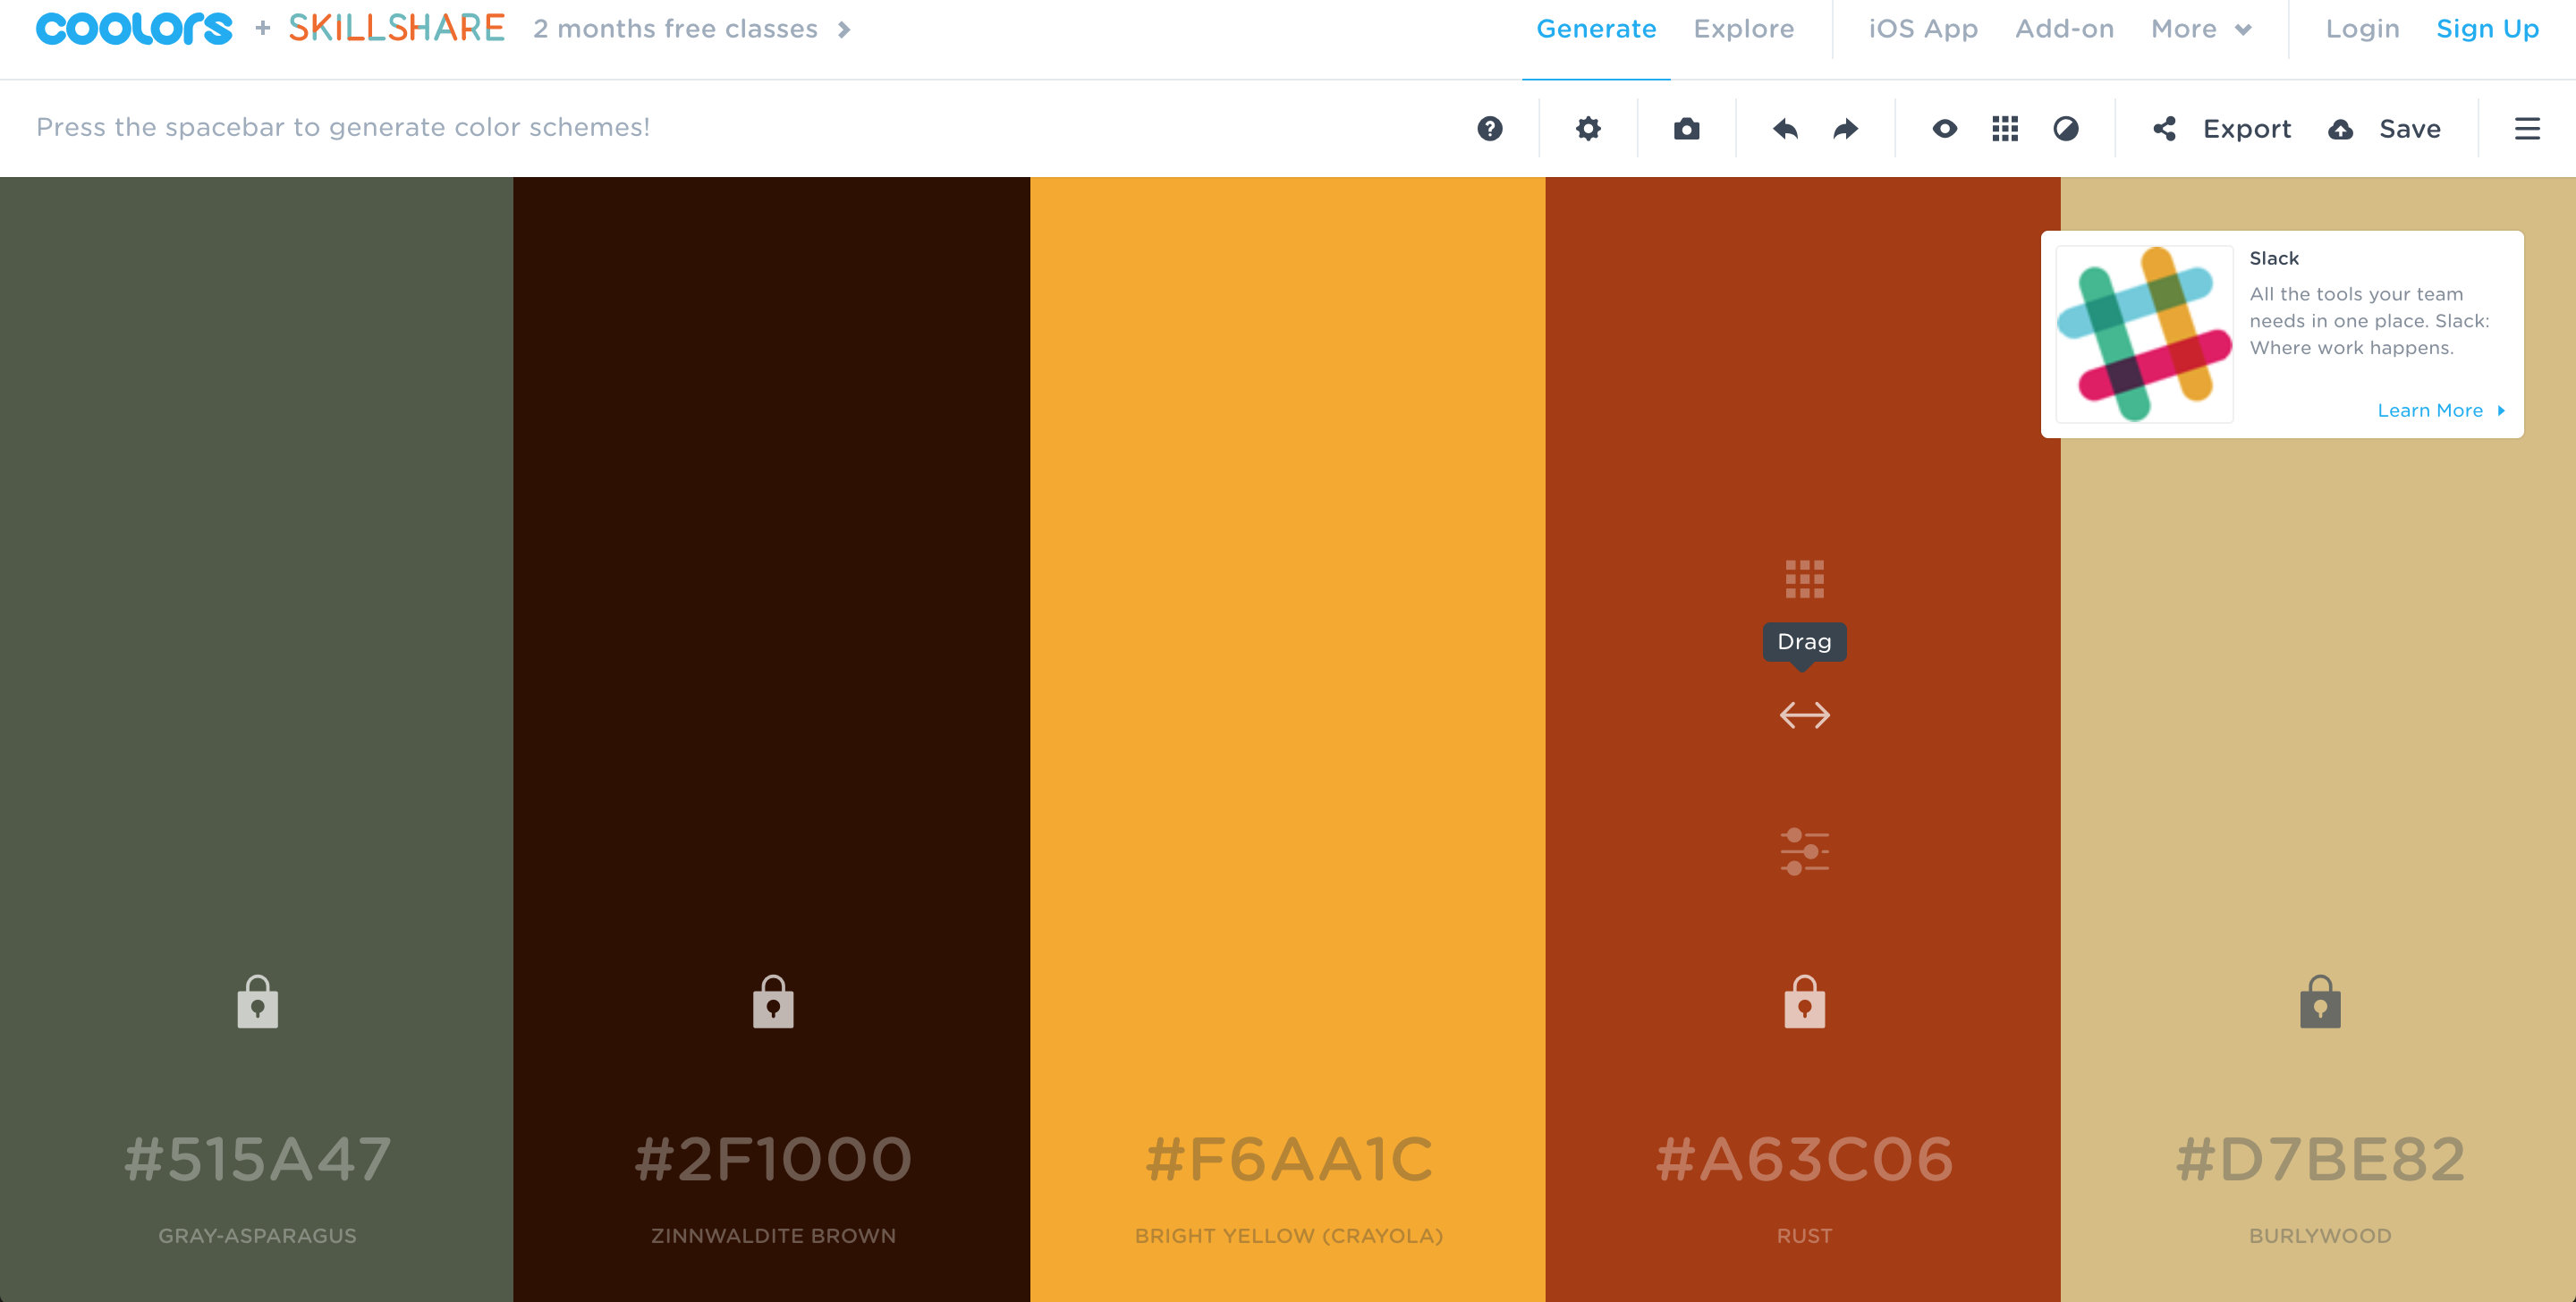 coolors + SKILLSHARE 2 months free classes
Generate Explore iOS App Add-on More Login Sign Up
Press the spacebar to generate color schemes!
Export Save
Slack
All the tools your team
needs in one place. Slack:
Where work happens.
Learn More
Drag
#515A47 #2F1000 #F6AA1C #A63C06 #D7BE82
GRAY-ASPARAGUS ZINNWALDITE BROWN BRIGHT YELLOW (CRAYOLA) RUST BURLYWOOD